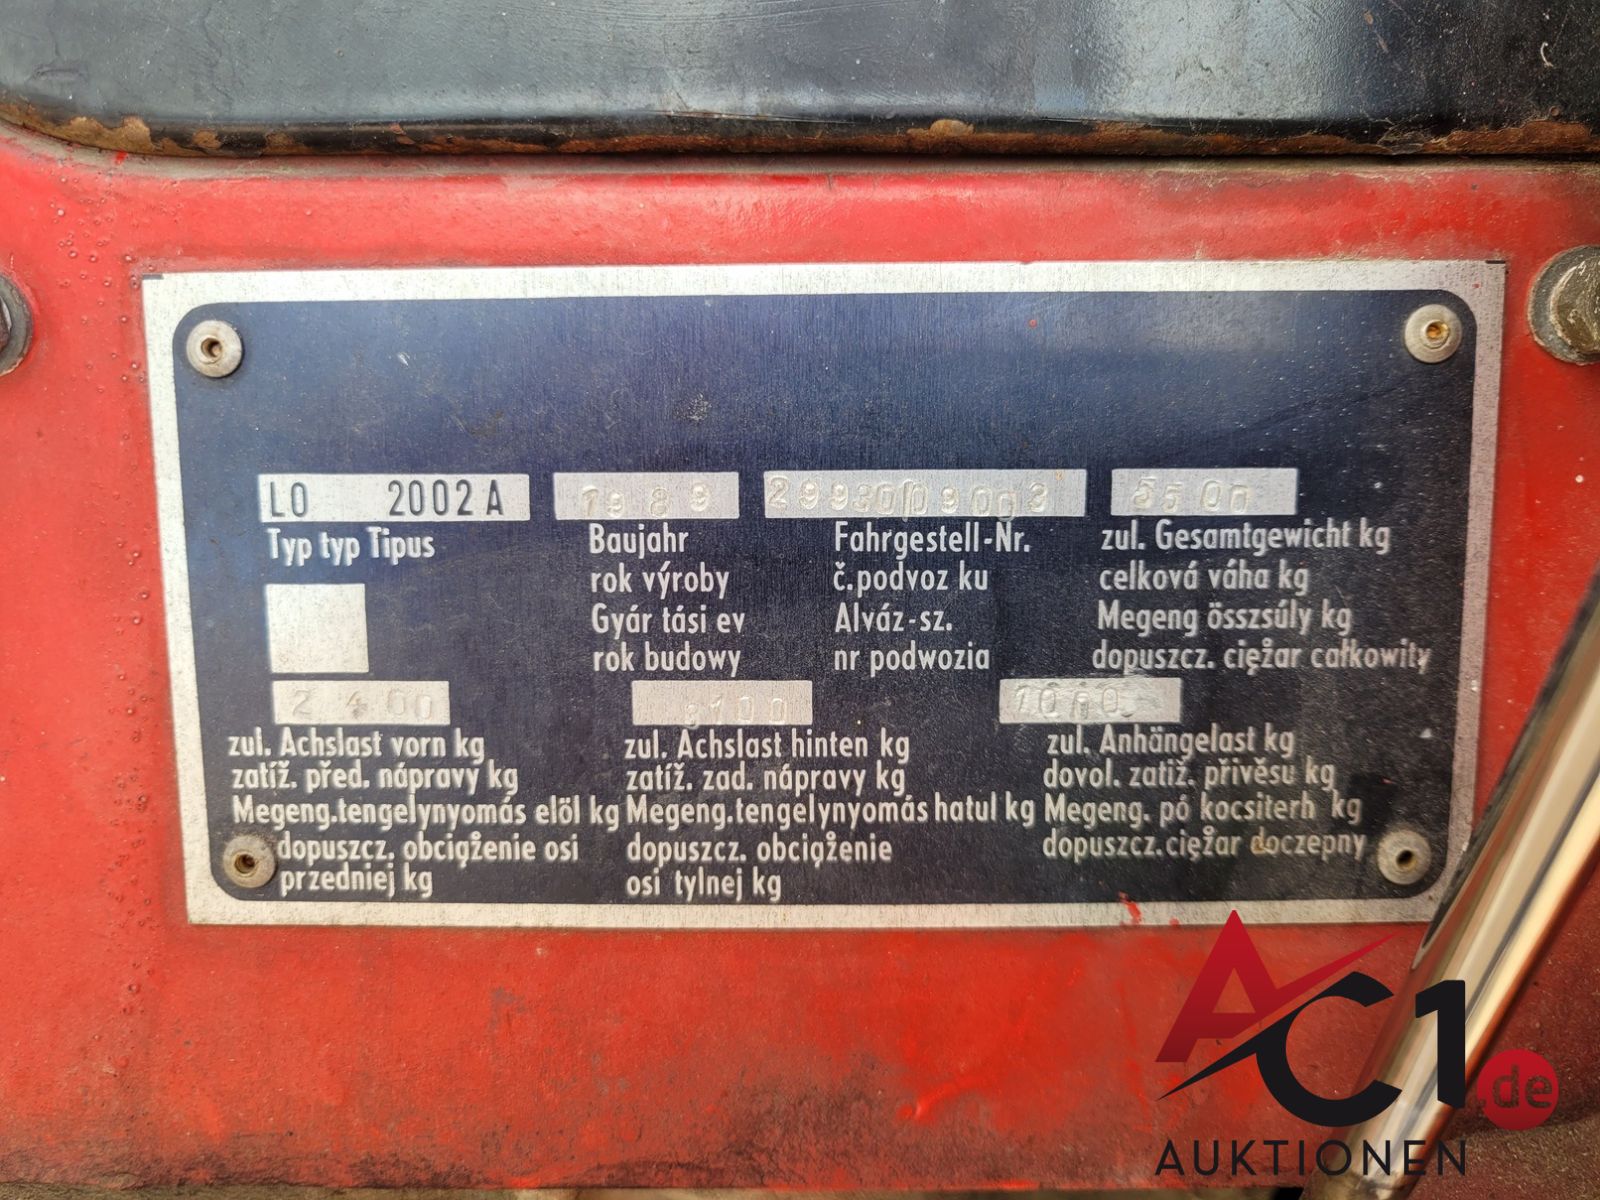 LO 2002 A
1989
5500
Typ typ Tipus
Baujahr
rok výroby
Gyár tási ev
rok budowy
Fahrgestell-Nr.
č.podvoz ku
Alváz-sz.
nr podwozia
zul. Gesamtgewicht kg
celková váha kg
Megeng összsúly kg
dopuszcz. ciężar całkowity
2400
zul. Achslast vorn kg
zatíž. před. nápravy kg
Megeng.tengelynyomás elöl kg
dopuszcz. obciążenie osi
przedniej kg
3100
zul. Achslast hinten kg
zatíž. zad. nápravy kg
Megeng.tengelynyomás hatul kg
dopuszcz. obciążenie
osi tylnej kg
zul. Anhängelast kg
dovol. zatiž. přivěsu kg
Megeng. pô kocsiterh kg
dopuszcz.ciężar doczepny
AC1.de
AUKTIONEN